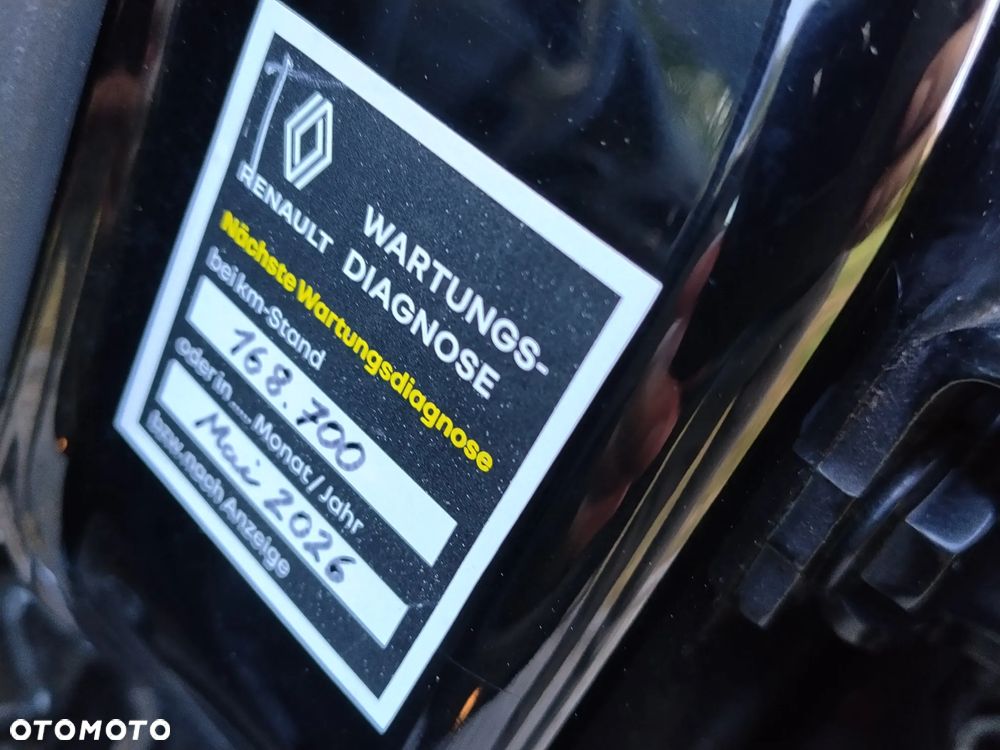 RENAULT
WARTUNGS-
DIAGNOSE
Nächste Wartungsdiagnose
bei km-Stand
168.700
oder in .... Monat / Jahr
Mai 2026
bzw. nach Anzeige
OTOMOTO